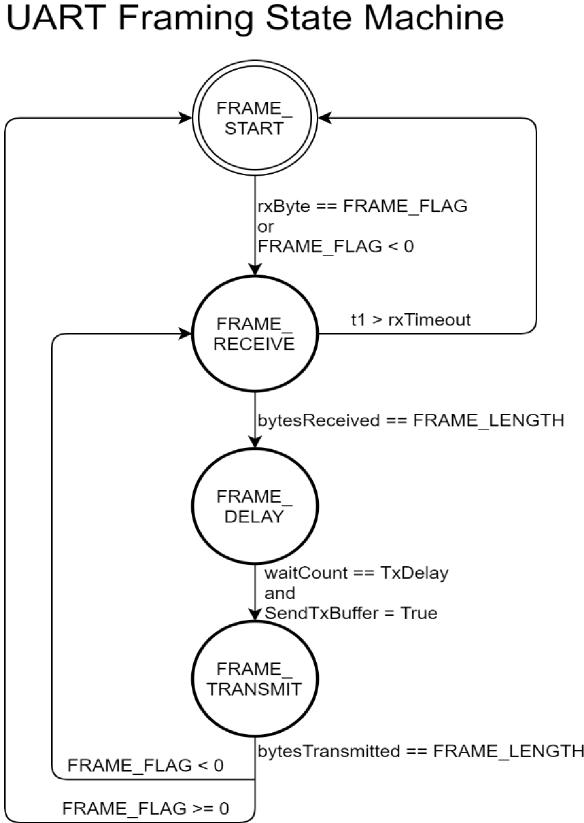 UART Framing State Machine
FRAME_
START
rxByte == FRAME_FLAG
or
FRAME_FLAG < 0
FRAME_
RECEIVE
t1 > rxTimeout
bytesReceived == FRAME_LENGTH
FRAME_
DELAY
waitCount == TxDelay
and
SendTxBuffer = True
FRAME_
TRANSMIT
bytesTransmitted == FRAME_LENGTH
FRAME_FLAG < 0
FRAME_FLAG >= 0